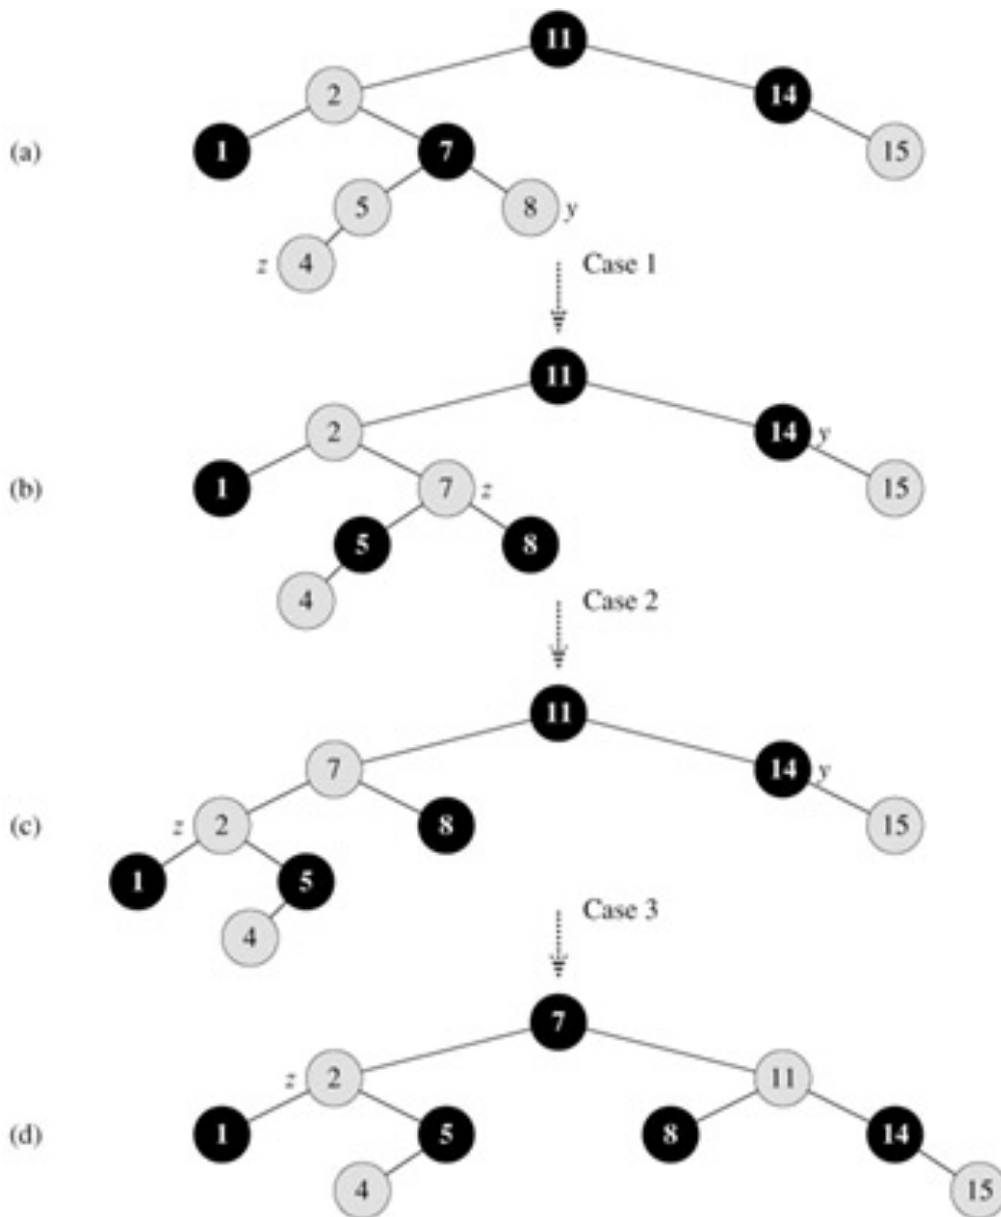 11
2 14
(a) 1 7 15
5 8 y
z 4 Case 1
11
2 14 y
(b) 1 7 z 15
5 8
4 Case 2
11
7 14 y
(c) z 2 8 15
1 5
4 Case 3
7
z 2 11
(d) 1 5 8 14
4 15